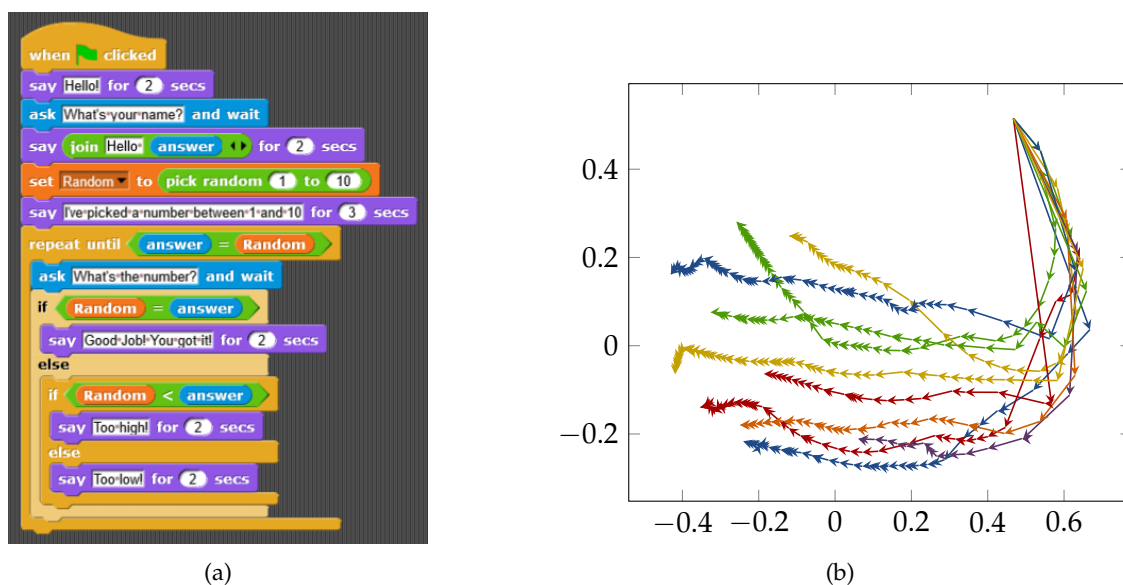 when clicked
say Hello! for 2 secs
ask What's your name? and wait
say join Hello answer for 2 secs
set Random to pick random 1 to 10
say I've picked a number between 1 and 10 for 3 secs
repeat until answer = Random
ask What's the number? and wait
if Random = answer
say Good Job! You got it! for 2 secs
else
if Random < answer
say Too high! for 2 secs
else
say Too low! for 2 secs
(a)
0.4
0.2
0
−0.2
−0.4 −0.2 0 0.2 0.4 0.6
(b)